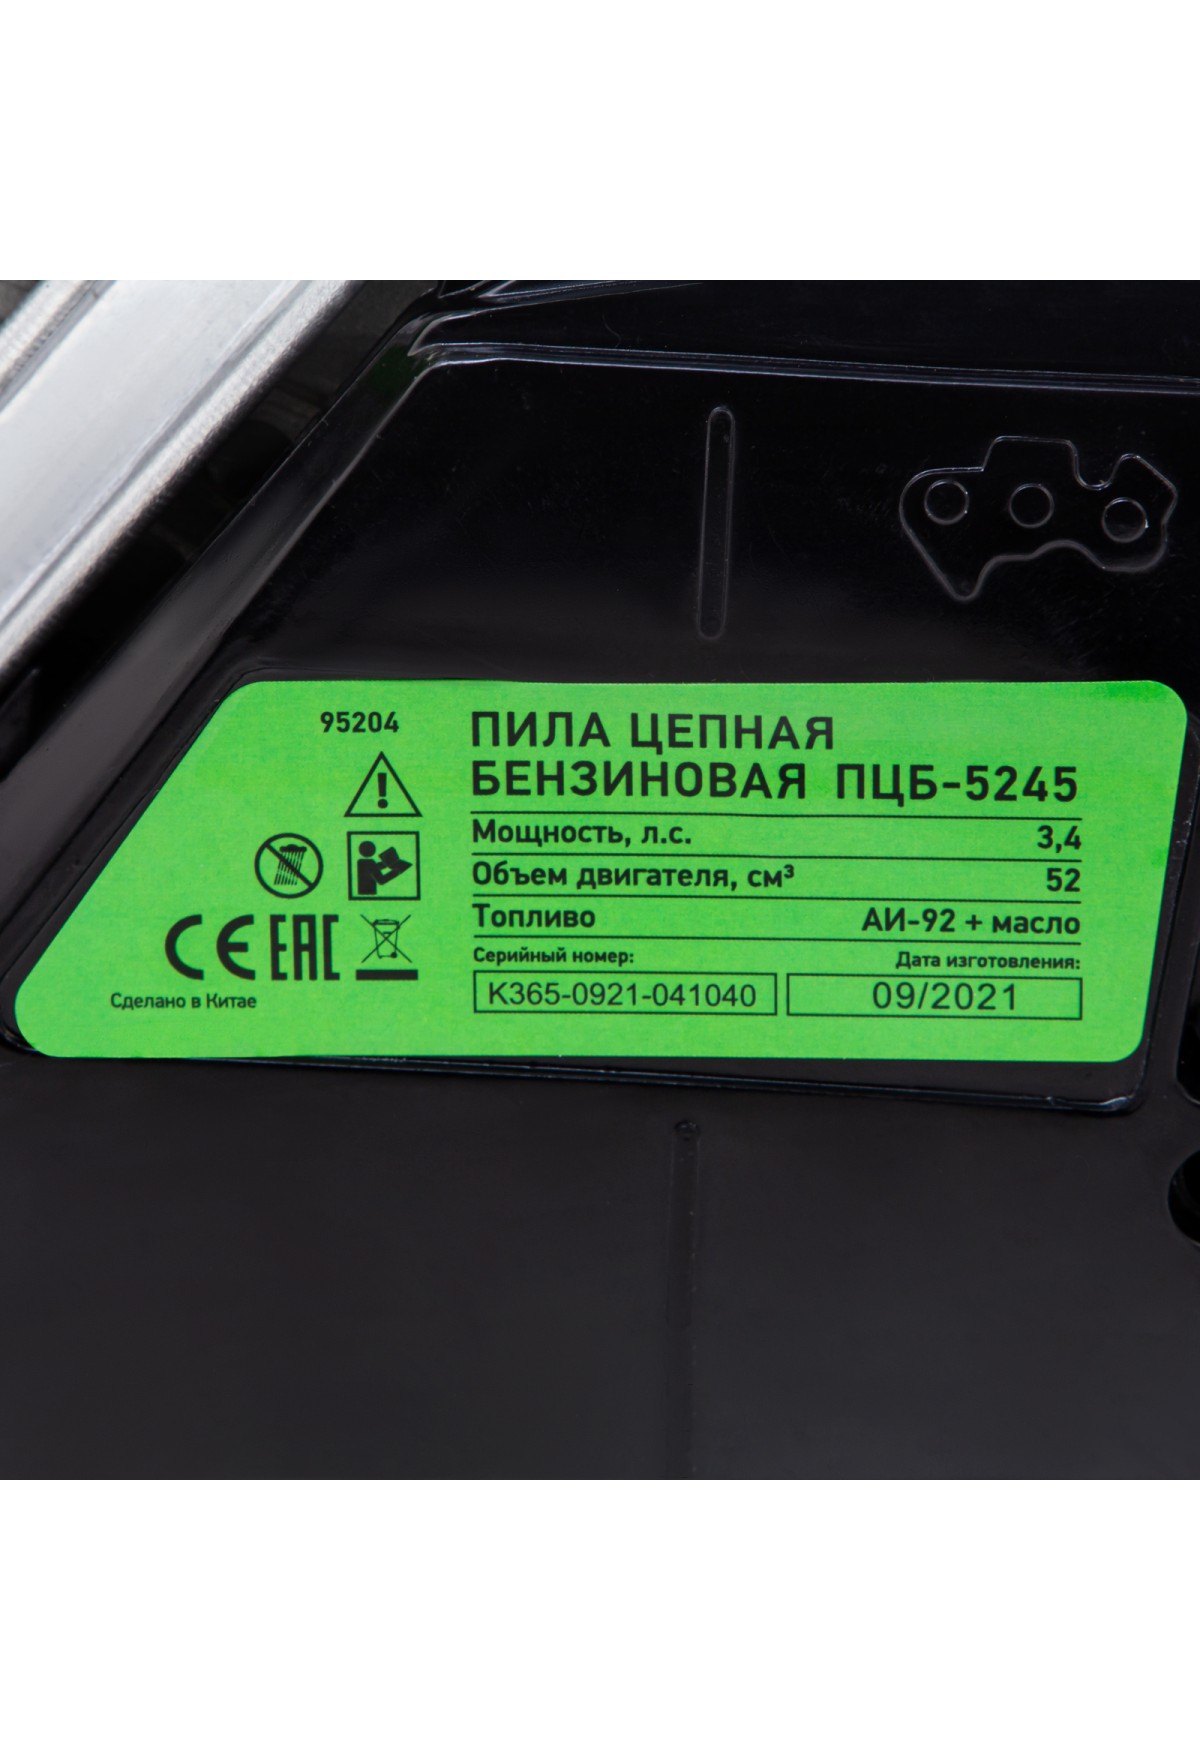 95204
ПИЛА ЦЕПНАЯ
БЕНЗИНОВАЯ ПЦБ-5245
Мощность, л.с. 3,4
Объем двигателя, см³ 52
Топливо АИ-92 + масло
Серийный номер: Дата изготовления:
K365-0921-041040 09/2021
CE EAC
Сделано в Китае